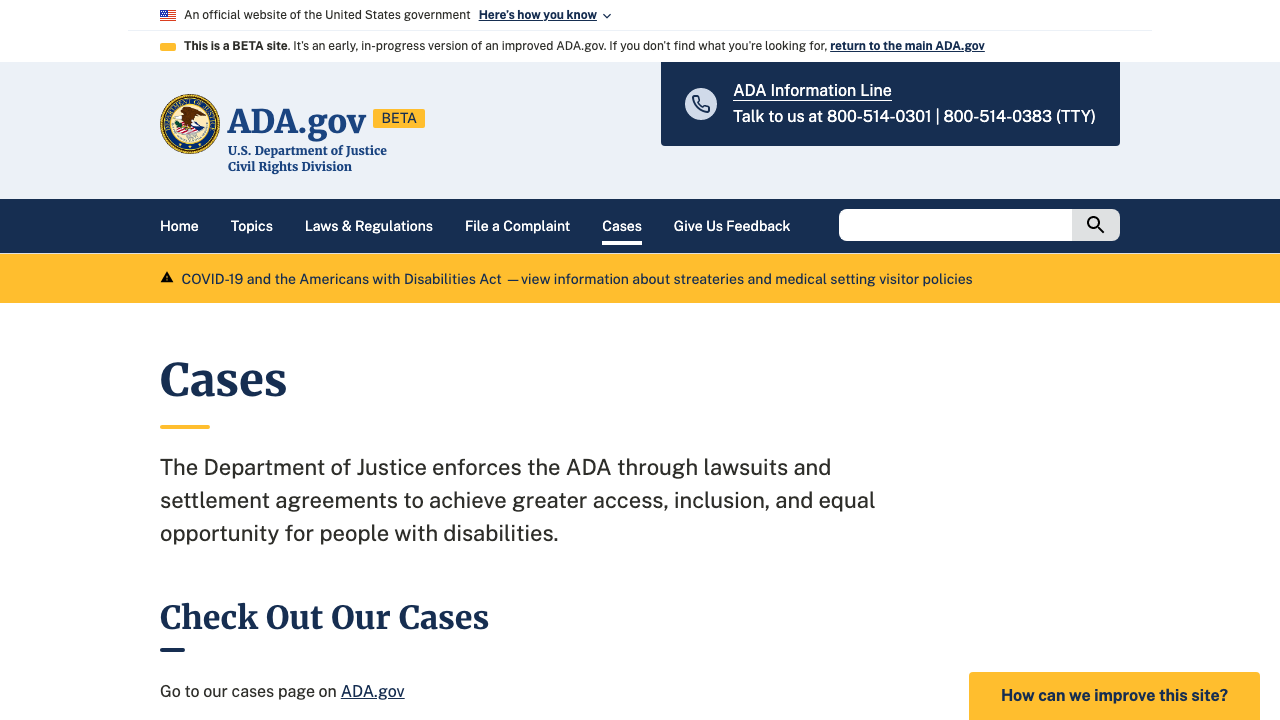 An official website of the United States government Here's how you know
This is a BETA site. It's an early, in-progress version of an improved ADA.gov. If you don't find what you're looking for, return to the main ADA.gov
ADA.gov BETA
U.S. Department of Justice
Civil Rights Division
ADA Information Line
Talk to us at 800-514-0301 | 800-514-0383 (TTY)
Home Topics Laws & Regulations File a Complaint Cases Give Us Feedback
COVID-19 and the Americans with Disabilities Act — view information about streateries and medical setting visitor policies
Cases
The Department of Justice enforces the ADA through lawsuits and
settlement agreements to achieve greater access, inclusion, and equal
opportunity for people with disabilities.
Check Out Our Cases
Go to our cases page on ADA.gov
How can we improve this site?